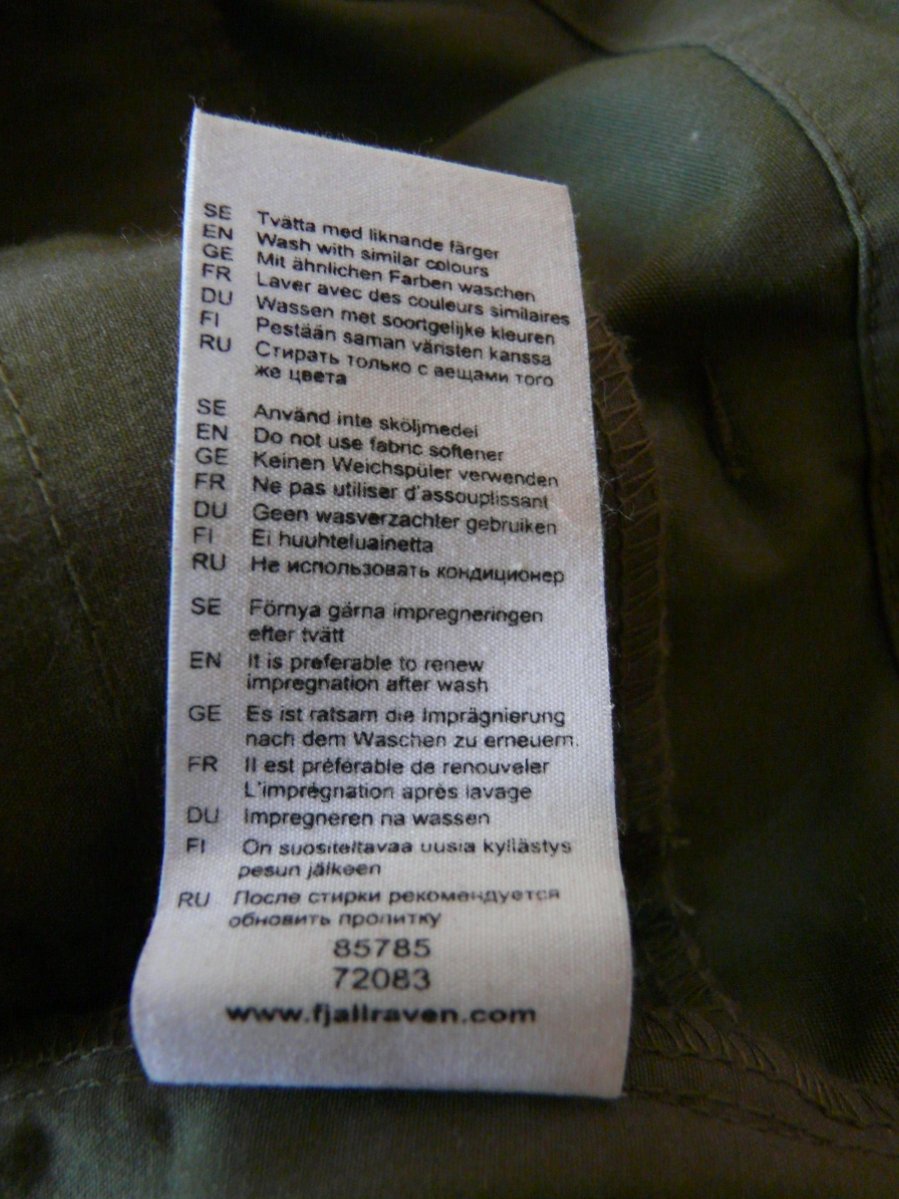 SE Tvätta med liknande färger
EN Wash with similar colours
GE Mit ähnlichen Farben waschen
FR Laver avec des couleurs similaires
DU Wassen met soortgelijke kleuren
FI Pestään saman väristen kanssa
RU Стирать только с вещами того
же цвета
SE Använd inte sköljmedel
EN Do not use fabric softener
GE Keinen Weichspüler verwenden
FR Ne pas utiliser d'assouplissant
DU Geen wasverzachter gebruiken
FI Ei huuhteluainetta
RU Не использовать кондиционер
SE Förnya gärna impregneringen
efter tvätt
EN It is preferable to renew
impregnation after wash
GE Es ist ratsam die Imprägnierung
nach dem Waschen zu erneuern.
FR Il est préférable de renouveler
L'imprégnation après lavage
DU Impregneren na wassen
FI On suositeltavaa uusia kyllästys
pesun jälkeen
RU После стирки рекомендуется
обновить пропитку
85785
72083
www.fjallraven.com